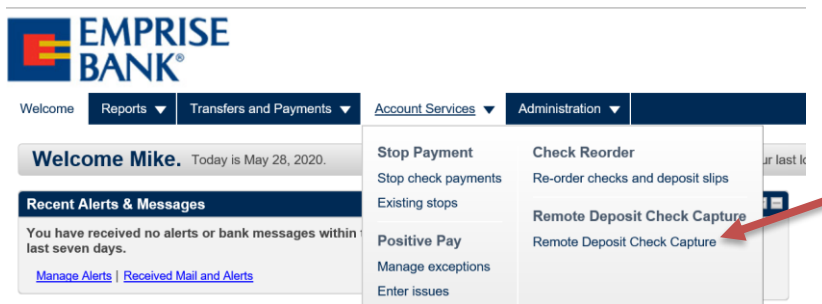 EMPRISE
BANK®
Welcome Reports Transfers and Payments Account Services Administration
Welcome Mike. Today is May 28, 2020.
ur last lo
Recent Alerts & Messages
You have received no alerts or bank messages within
last seven days.
Manage Alerts | Received Mail and Alerts
Stop Payment
Stop check payments
Existing stops
Positive Pay
Manage exceptions
Enter issues
Check Reorder
Re-order checks and deposit slips
Remote Deposit Check Capture
Remote Deposit Check Capture